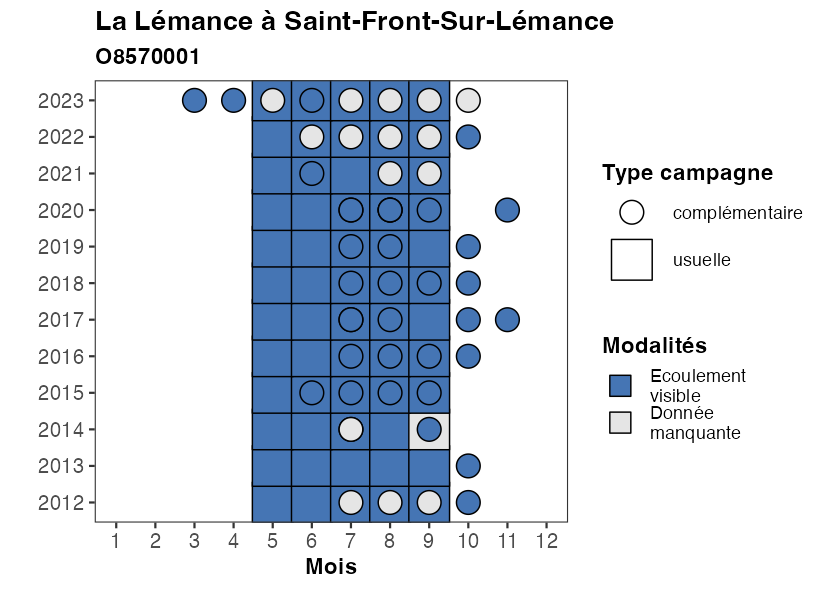 La Lémance à Saint-Front-Sur-Lémance
O8570001
2023
2022
2021
2020
2019
2018
2017
2016
2015
2014
2013
2012
1 2 3 4 5 6 7 8 9 10 11 12
Mois
Type campagne
complémentaire
usuelle
Modalités
Ecoulement
visible
Donnée
manquante